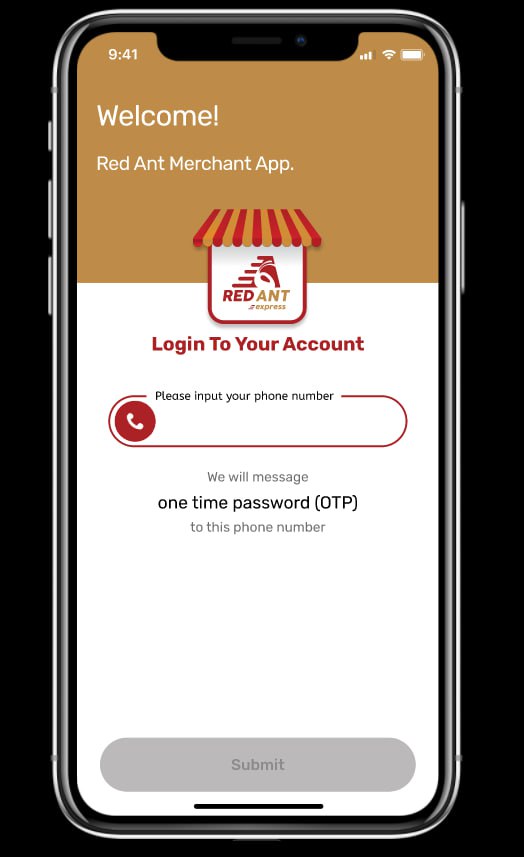 9:41
Welcome!
Red Ant Merchant App.
RED ANT
express
Login To Your Account
Please input your phone number
We will message
one time password (OTP)
to this phone number
Submit